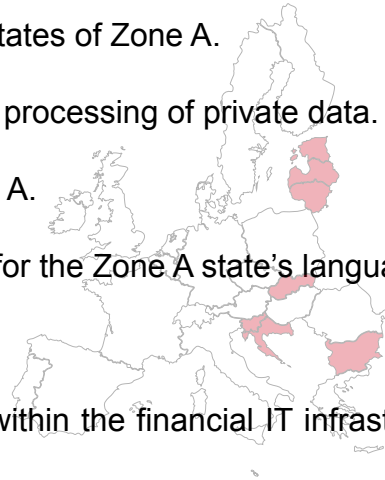 tates of Zone A.
processing of private data.
A.
for the Zone A state’s langua
within the financial IT infrast